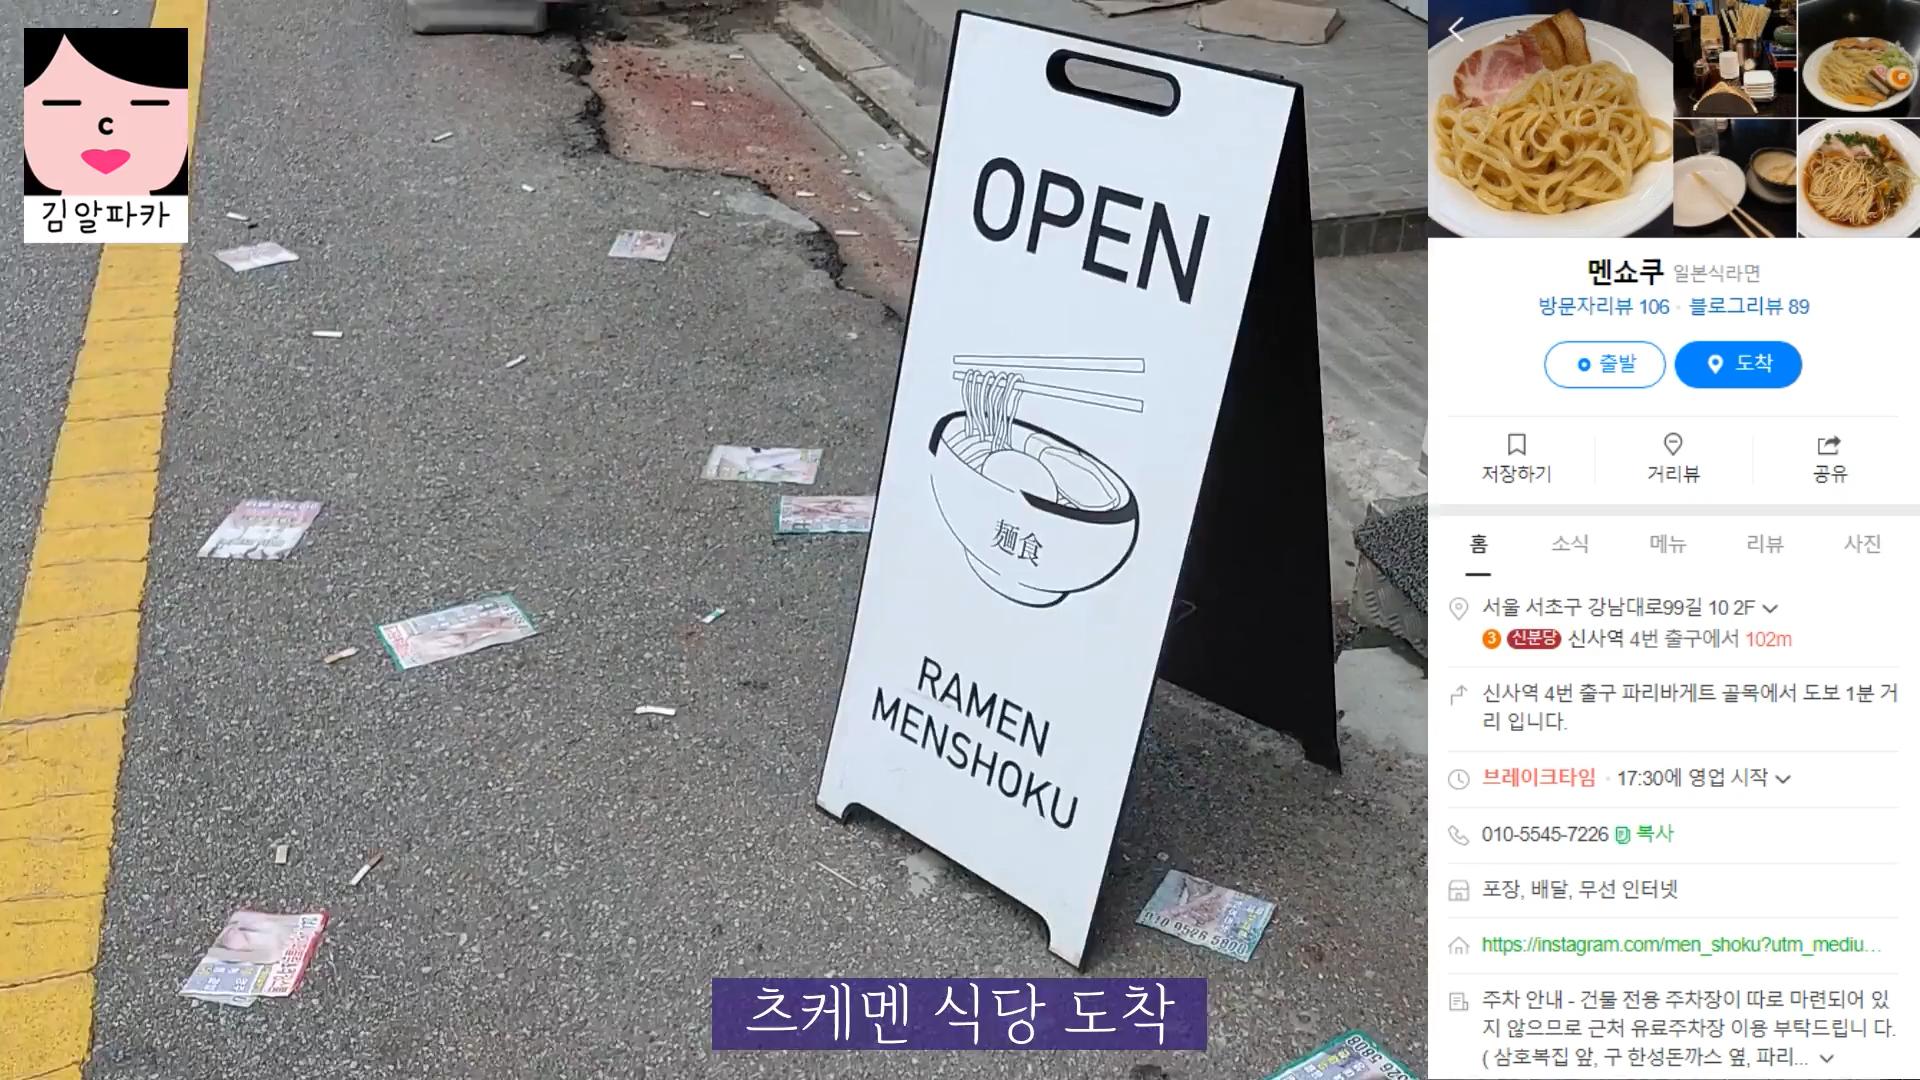 김알파카
OPEN
麺食
RAMEN
MENSHOKU
010 9526 5800
츠케멘 식당 도착
멘쇼쿠 일본식라면
방문자리뷰 106 · 블로그리뷰 89
출발 도착
저장하기 거리뷰 공유
홈 소식 메뉴 리뷰 사진
서울 서초구 강남대로99길 10 2F
3 신분당 신사역 4번 출구에서 102m
신사역 4번 출구 파리바게트 골목에서 도보 1분 거
리 입니다.
브레이크타임 · 17:30에 영업 시작
010-5545-7226 복사
포장, 배달, 무선 인터넷
https://instagram.com/men_shoku?utm_mediu...
주차 안내 - 건물 전용 주차장이 따로 마련되어 있
지 않으므로 근처 유료주차장 이용 부탁드립니 다.
( 삼호복집 앞, 구 한성돈까스 옆, 파리...